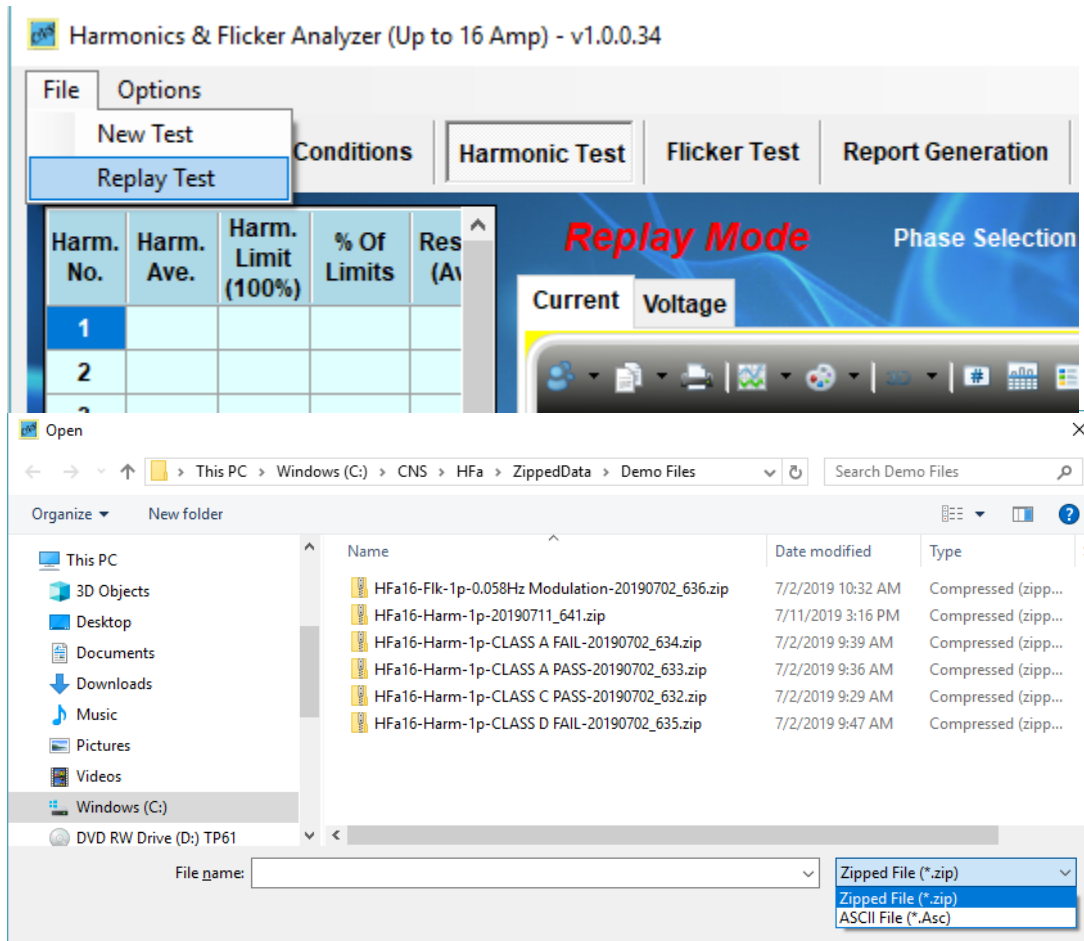 Harmonics & Flicker Analyzer (Up to 16 Amp) - v1.0.0.34
File Options
New Test
Replay Test
Conditions Harmonic Test Flicker Test Report Generation
Harm. No. Harm. Ave. Harm. Limit (100%) % Of Limits
Replay Mode Phase Selection
Current Voltage
1
2
Open
This PC > Windows (C:) > CNS > HFa > ZippedData > Demo Files Search Demo Files
Organize New folder
Name Date modified Type
This PC
3D Objects
Desktop
Documents
Downloads
Music
Pictures
Videos
Windows (C:)
DVD RW Drive (D:) TP61
HFa16-Flk-1p-0.058Hz Modulation-20190702_636.zip 7/2/2019 10:32 AM Compressed (zipp...
HFa16-Harm-1p-20190711_641.zip 7/11/2019 3:16 PM Compressed (zipp...
HFa16-Harm-1p-CLASS A FAIL-20190702_634.zip 7/2/2019 9:39 AM Compressed (zipp...
HFa16-Harm-1p-CLASS A PASS-20190702_633.zip 7/2/2019 9:36 AM Compressed (zipp...
HFa16-Harm-1p-CLASS C PASS-20190702_632.zip 7/2/2019 9:29 AM Compressed (zipp...
HFa16-Harm-1p-CLASS D FAIL-20190702_635.zip 7/2/2019 9:47 AM Compressed (zipp...
File name: Zipped File (*.zip)
Zipped File (*.zip)
ASCII File (*.Asc)